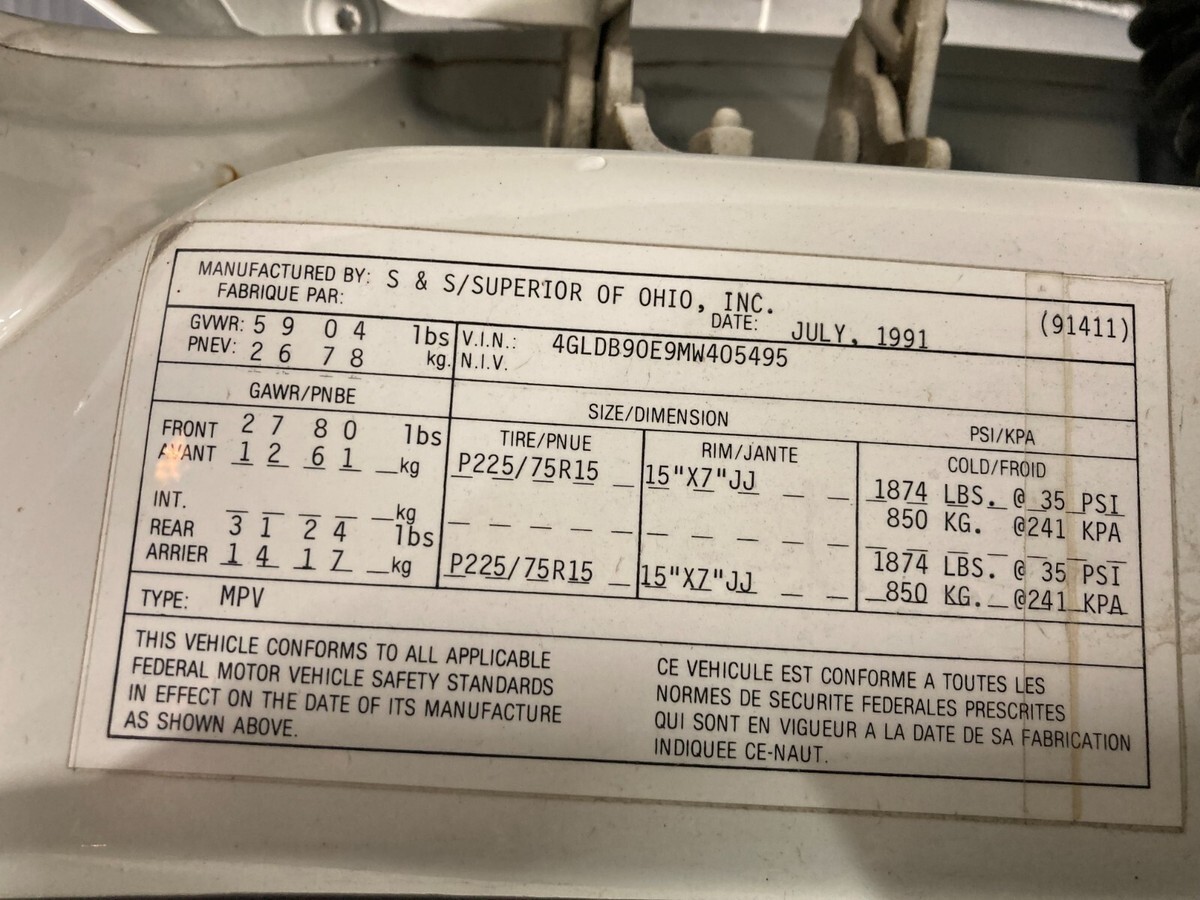 MANUFACTURED BY: S & S/SUPERIOR OF OHIO, INC.
FABRIQUE PAR: DATE: JULY, 1991 (91411)
GVWR: 5 9 0 4 lbs V.I.N.: 4GLDB90E9MW405495
PNEV: 2 6 7 8 kg. N.I.V.
GAWR/PNBE SIZE/DIMENSION PSI/KPA
TIRE/PNUE RIM/JANTE COLD/FROID
FRONT 2 7 8 0 lbs
AVANT 1 2 6 1 kg P225/75R15 15"X7"JJ 1874 LBS. @ 35 PSI
850 KG. @241 KPA
INT. kg
REAR 3 1 2 4 lbs 1874 LBS. @ 35 PSI
ARRIER 1 4 1 7 kg P225/75R15 15"X7"JJ 850 KG. @241 KPA
TYPE: MPV
THIS VEHICLE CONFORMS TO ALL APPLICABLE
FEDERAL MOTOR VEHICLE SAFETY STANDARDS
IN EFFECT ON THE DATE OF ITS MANUFACTURE
AS SHOWN ABOVE.
CE VEHICULE EST CONFORME A TOUTES LES
NORMES DE SECURITE FEDERALES PRESCRITES
QUI SONT EN VIGUEUR A LA DATE DE SA FABRICATION
INDIQUEE CE-NAUT.